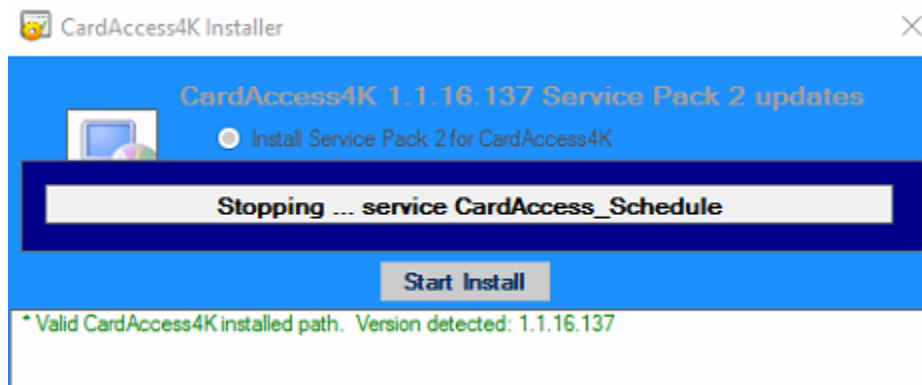 CardAccess4K Installer
CardAccess4K 1.1.16.137 Service Pack 2 updates
Install Service Pack 2 for CardAccess4K
Stopping ... service CardAccess_Schedule
Start Install
* Valid CardAccess4K installed path. Version detected: 1.1.16.137